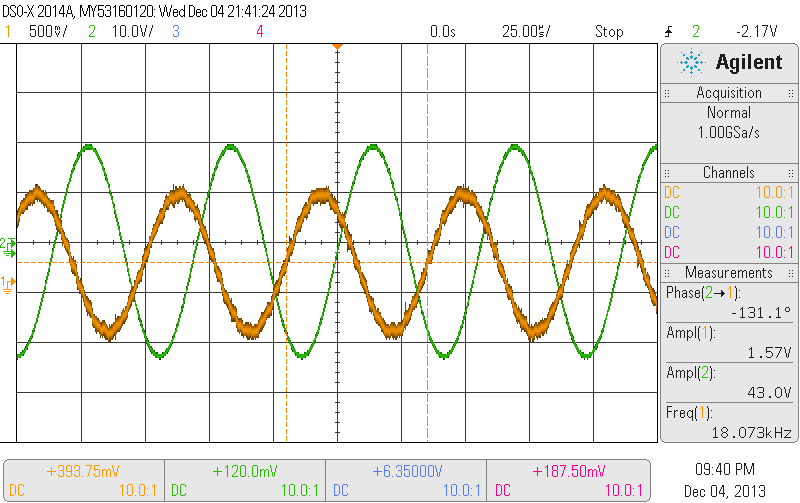 DSO-X 2014A, MY53160120: Wed Dec 04 21:41:24 2013
1 500mV/ 2 10.0V/ 3 4 0.0s 25.00us/ Stop 2 -2.17V
Agilent
Acquisition
Normal
1.00GSa/s
Channels
DC 10.0:1
DC 10.0:1
DC 10.0:1
DC 10.0:1
Measurements
Phase(2→1):
-131.1°
Ampl(1):
1.57V
Ampl(2):
43.0V
Freq(1):
18.073kHz
2
1
+393.75mV
DC 10.0:1
+120.0mV
DC 10.0:1
+6.35000V
DC 10.0:1
+187.50mV
DC 10.0:1
09:40 PM
Dec 04, 2013